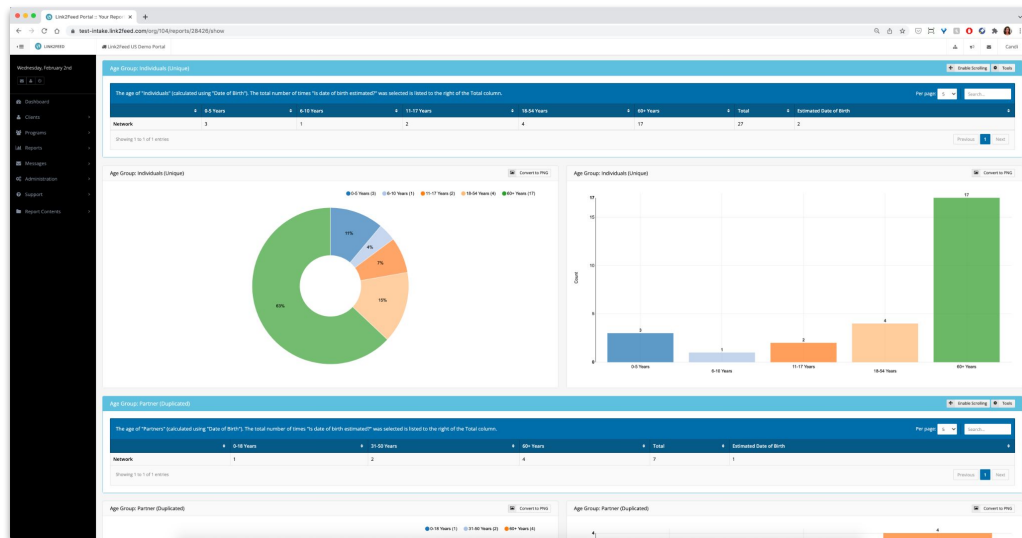 Link2Feed Portal :: Your Repor
test-intake.link2feed.com/org/104/reports/28426/show
LINK2FEED
Link2Feed US Demo Portal
Candi
Wednesday, February 2nd
Dashboard
Clients
Programs
Reports
Messages
Administration
Support
Report Contents
Age Group: Individuals (Unique)
Enable Scrolling
Tools
The age of "Individuals" (calculated using "Date of Birth"). The total number of times "Is date of birth estimated?" was selected is listed to the right of the Total column.
Per page: 5
Search...
0-5 Years 6-10 Years 11-17 Years 18-54 Years 60+ Years Total Estimated Date of Birth
Network 3 1 2 4 17 27 2
Showing 1 to 1 of 1 entries
Previous 1 Next
Age Group: Individuals (Unique)
Convert to PNG
0-5 Years (3) 6-10 Years (1) 11-17 Years (2) 18-54 Years (4) 60+ Years (17)
11%
4%
7%
15%
63%
Age Group: Individuals (Unique)
Convert to PNG
17
15
10
5
0
Count
3
1
2
4
17
0-5 Years
6-10 Years
11-17 Years
18-54 Years
60+ Years
Age Group: Partner (Duplicated)
Enable Scrolling
Tools
The age of "Partners" (calculated using "Date of Birth"). The total number of times "Is date of birth estimated?" was selected is listed to the right of the Total column.
Per page: 5
Search...
0-18 Years 31-50 Years 60+ Years Total Estimated Date of Birth
Network 1 2 4 7 1
Showing 1 to 1 of 1 entries
Previous 1 Next
Age Group: Partner (Duplicated)
Convert to PNG
0-18 Years (1) 31-50 Years (2) 60+ Years (4)
Age Group: Partner (Duplicated)
Convert to PNG
4
4